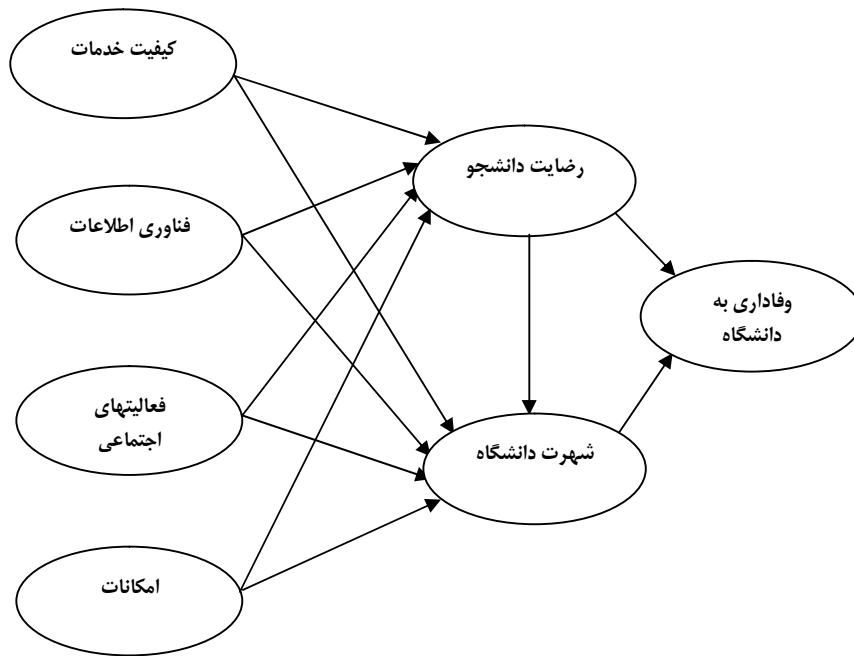 کیفیت خدمات
رضایت دانشجو
فناوری اطلاعات
وفاداری به
دانشگاه
فعالیتهای
اجتماعی
شهرت دانشگاه
امکانات